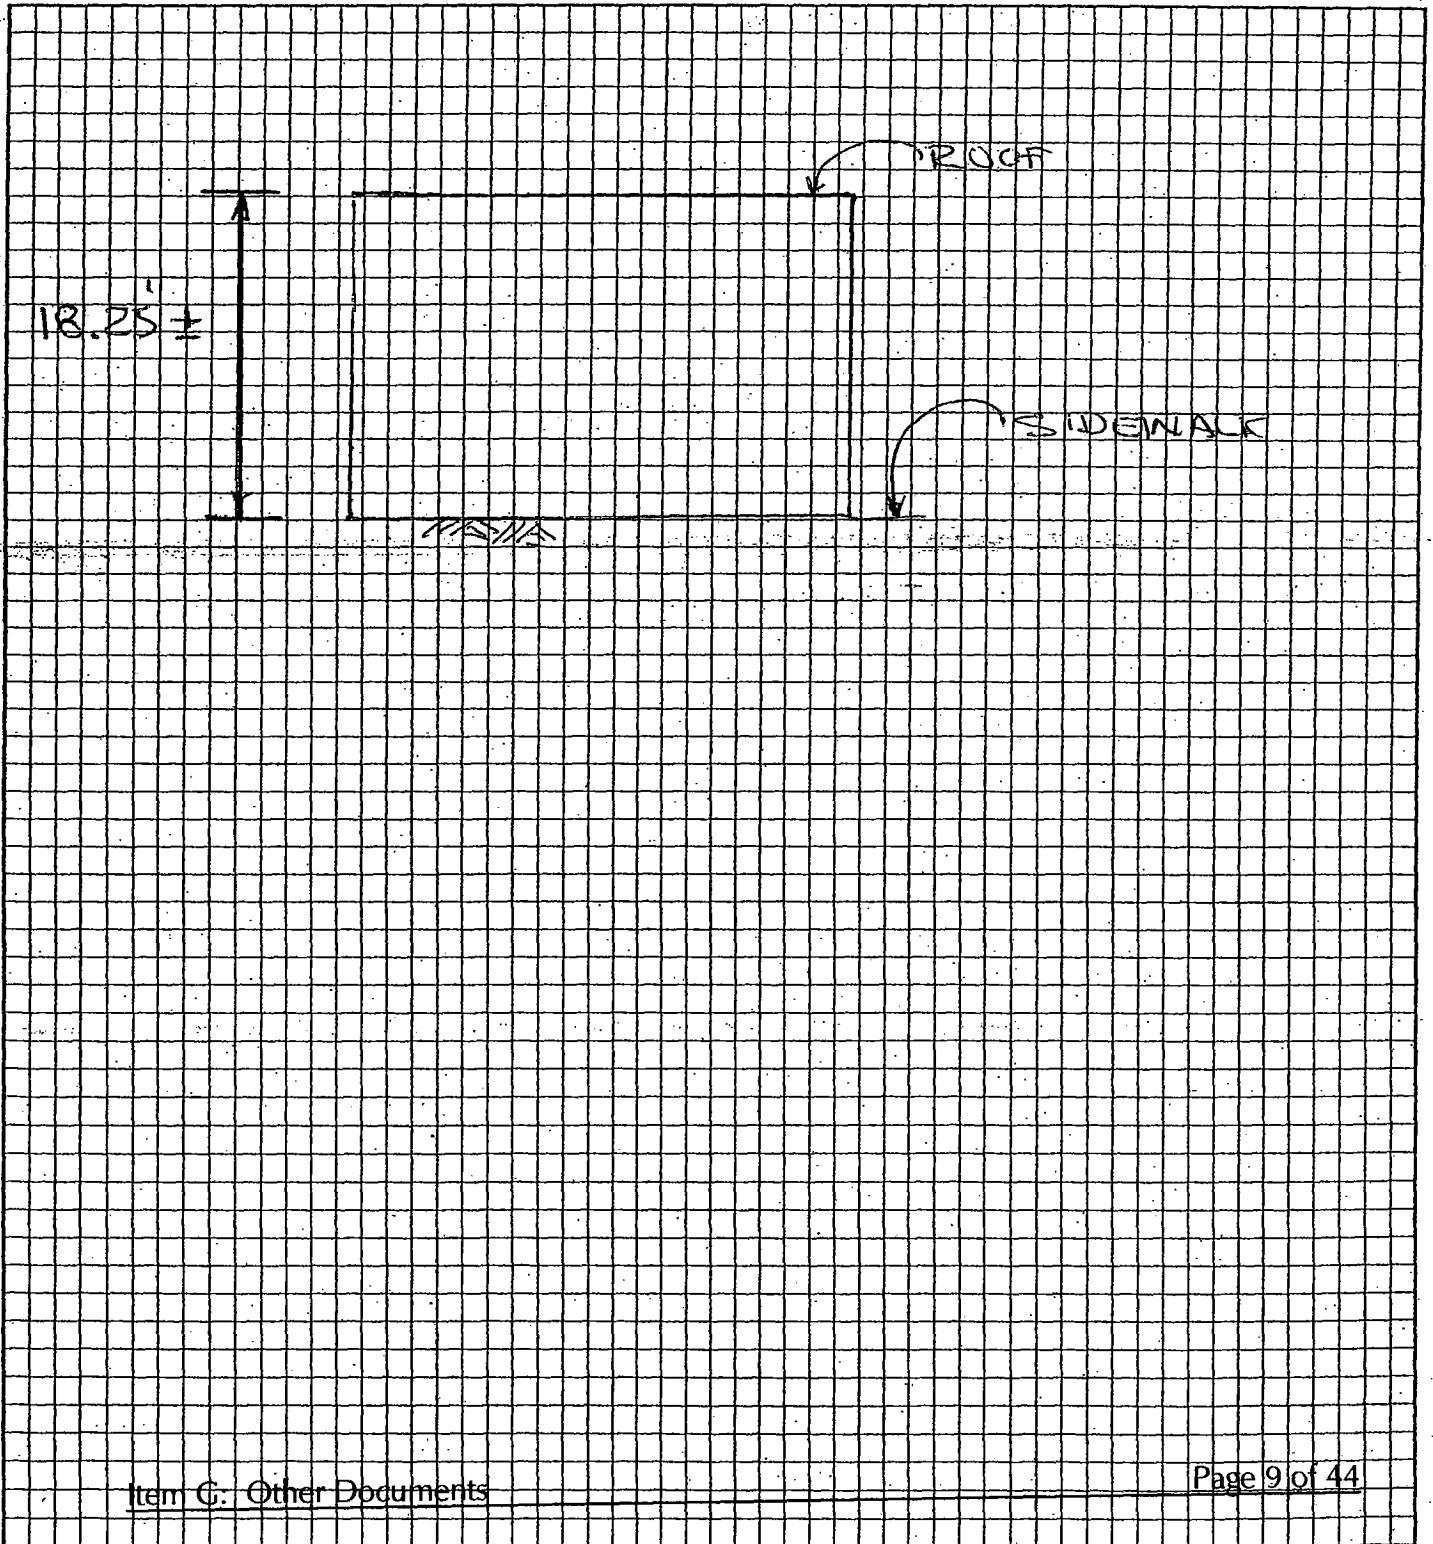 ROOF
18.25' ±
SIDEWALK
Item G: Other Documents
Page 9 of 44